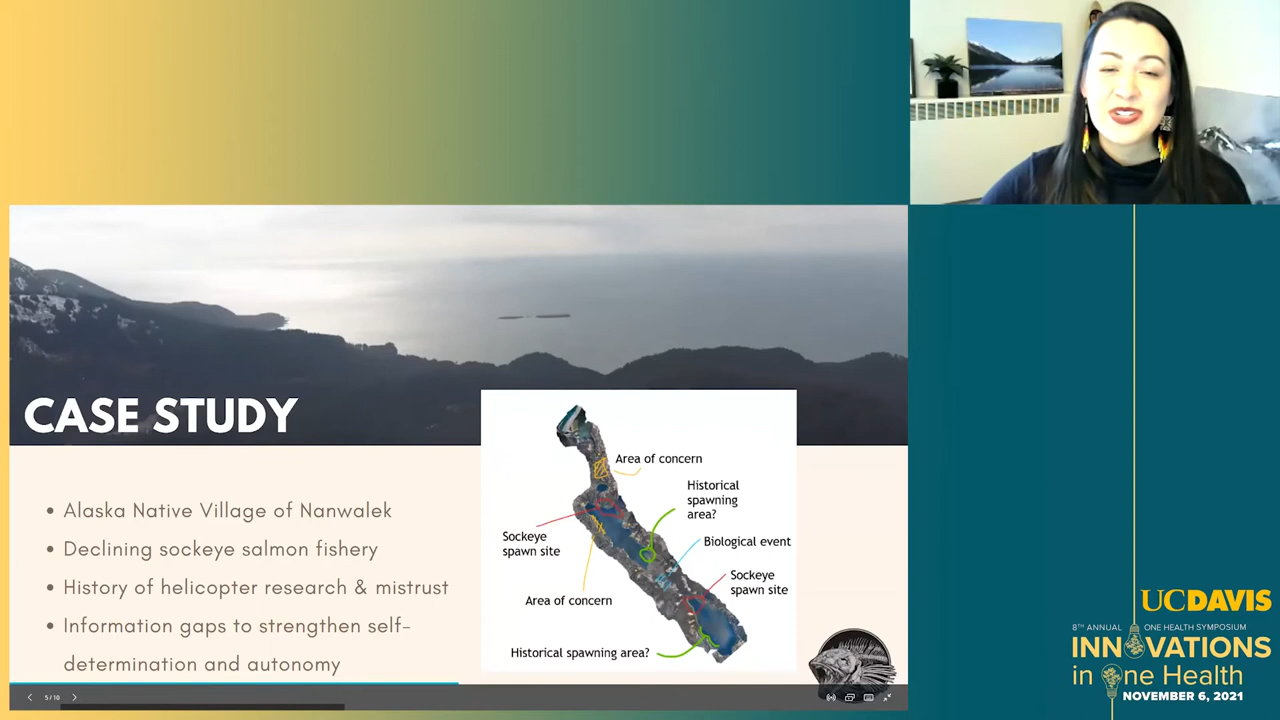 CASE STUDY
Alaska Native Village of Nanwalek
Declining sockeye salmon fishery
History of helicopter research & mistrust
Information gaps to strengthen self-
determination and autonomy
Area of concern
Historical
spawning
area?
Sockeye
spawn site
Biological event
Sockeye
spawn site
Area of concern
Historical spawning area?
5 / 10
UCDAVIS
8TH ANNUAL ONE HEALTH SYMPOSIUM
INNOVATIONS
in One Health
NOVEMBER 6, 2021